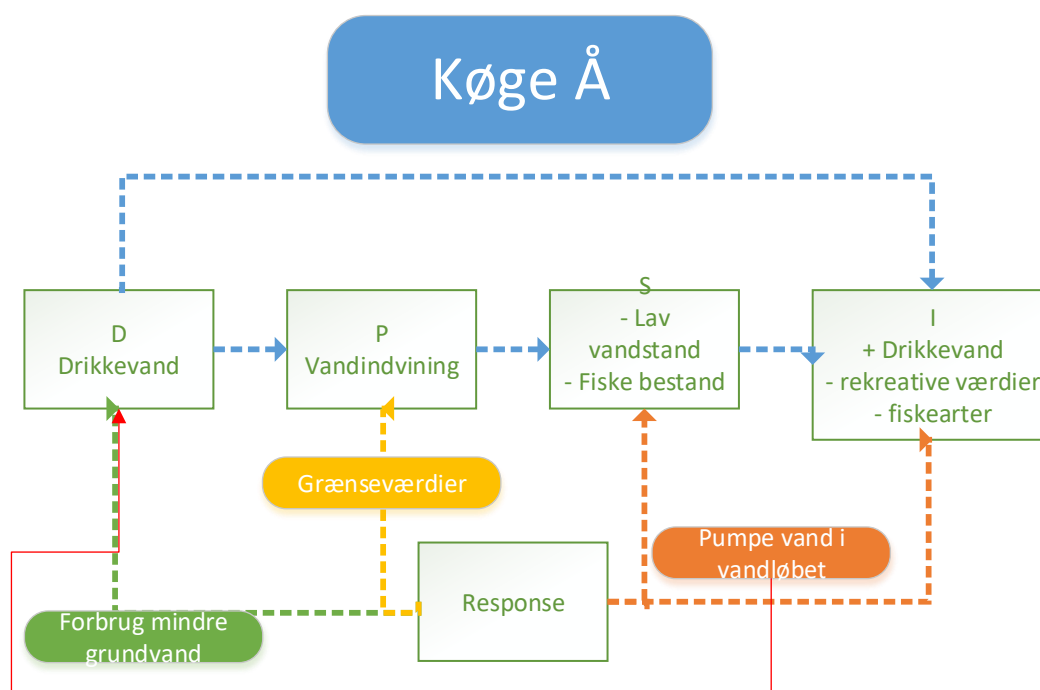 Køge Å
D
Drikkevand
P
Vandindvining
S
- Lav
vandstand
- Fiske bestand
I
+ Drikkevand
- rekreative værdier
- fiskearter
Grænseværdier
Pumpe vand i
vandløbet
Response
Forbrug mindre
grundvand